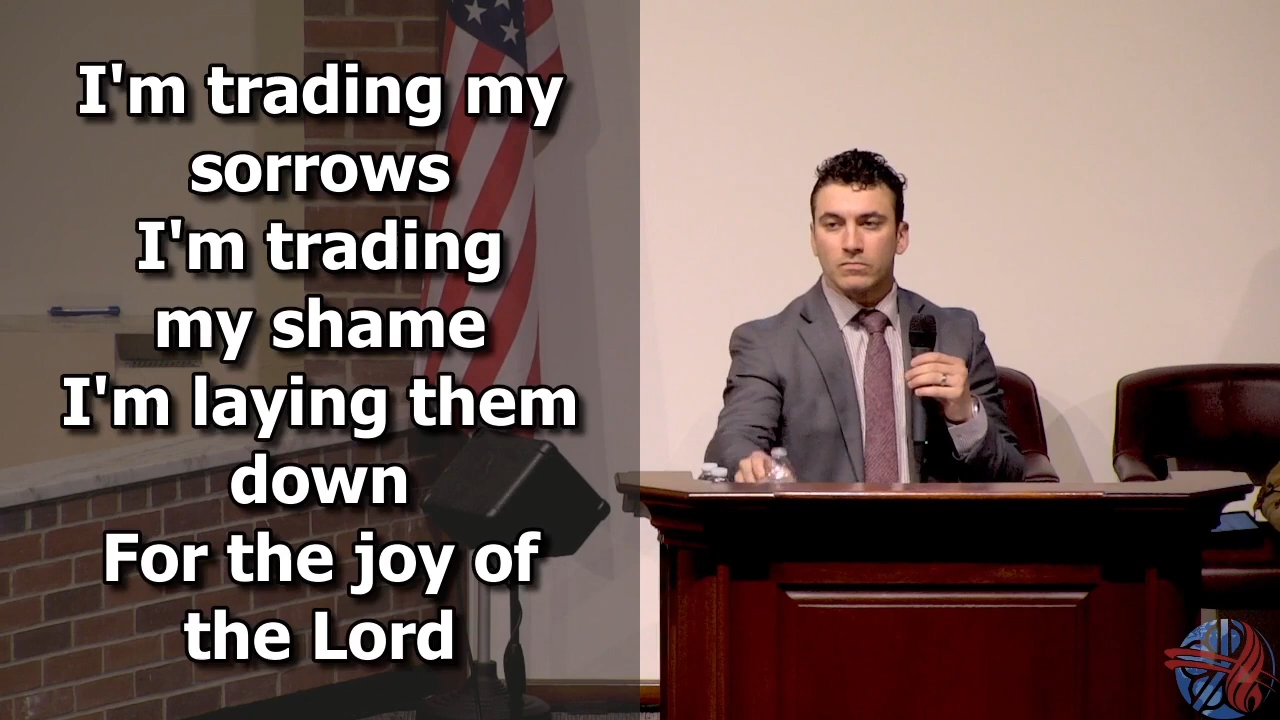 I'm trading my
sorrows
I'm trading
my shame
I'm laying them
down
For the joy of
the Lord